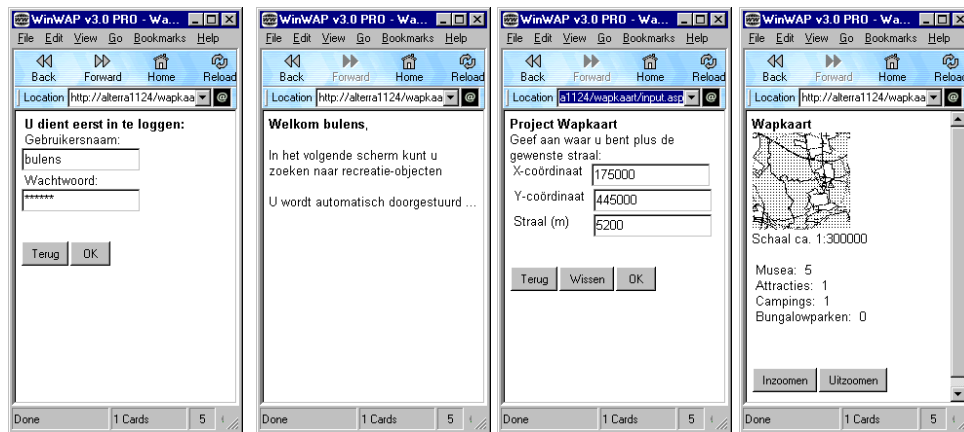 WinWAP v3.0 PRO - Wa...
File Edit View Go Bookmarks Help
Back Forward Home Reload
Location http://alterra1124/wapkaa
U dient eerst in te loggen:
Gebruikersnaam:
bulens
Wachtwoord:
******
Terug OK
Done 1 Cards 5
WinWAP v3.0 PRO - Wa...
File Edit View Go Bookmarks Help
Back Forward Home Reload
Location http://alterra1124/wapkaa
Welkom bulens,
In het volgende scherm kunt u
zoeken naar recreatie-objecten
U wordt automatisch doorgestuurd ...
Done 1 Cards 5
WinWAP v3.0 PRO - Wa...
File Edit View Go Bookmarks Help
Back Forward Home Reload
Location a1124/wapkaart/input.asp
Project Wapkaart
Geef aan waar u bent plus de
gewenste straal:
X-coördinaat 175000
Y-coördinaat 445000
Straal (m) 5200
Terug Wissen OK
Done 1 Cards 5
WinWAP v3.0 PRO - Wa...
File Edit View Go Bookmarks Help
Back Forward Home Reload
Location http://alterra1124/wapkaa
Wapkaart
Schaal ca. 1:300000
Musea: 5
Attracties: 1
Campings: 1
Bungalowparken: 0
Inzoomen Uitzoomen
Done 1 Cards 5